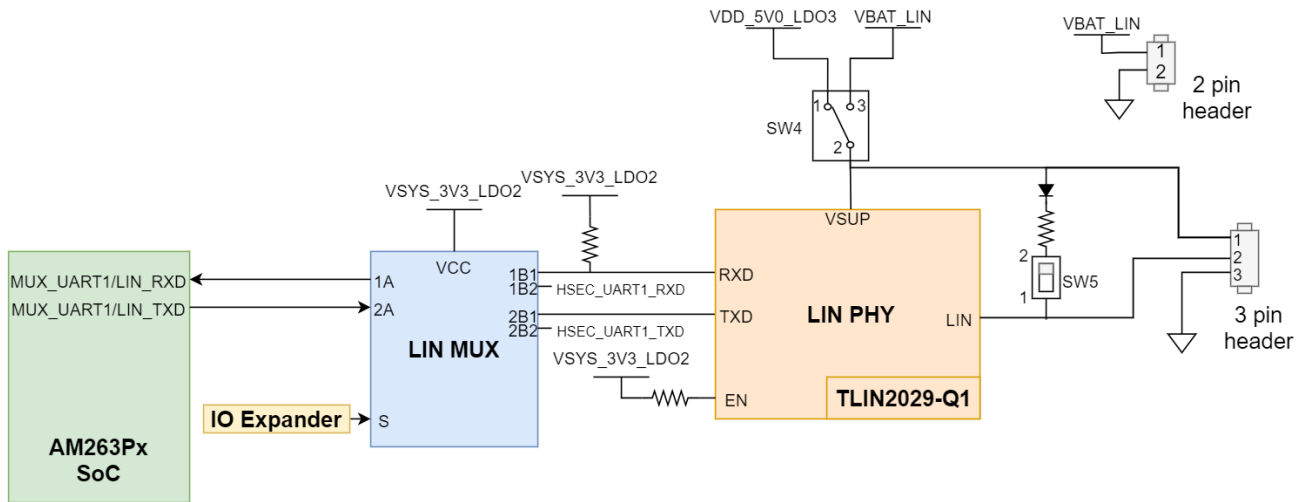 VDD_5V0_LDO3
VBAT_LIN
VBAT_LIN
1
2
2 pin
header
1
3
SW4
2
VSYS_3V3_LDO2
VSYS_3V3_LDO2
VSUP
VCC
MUX_UART1/LIN_RXD
1A
1B1
1B2
HSEC_UART1_RXD
RXD
2
SW5
1
1
2
3
MUX_UART1/LIN_TXD
2A
2B1
2B2
HSEC_UART1_TXD
TXD
LIN PHY
LIN
3 pin
header
LIN MUX
VSYS_3V3_LDO2
EN
TLIN2029-Q1
IO Expander
S
AM263Px
SoC